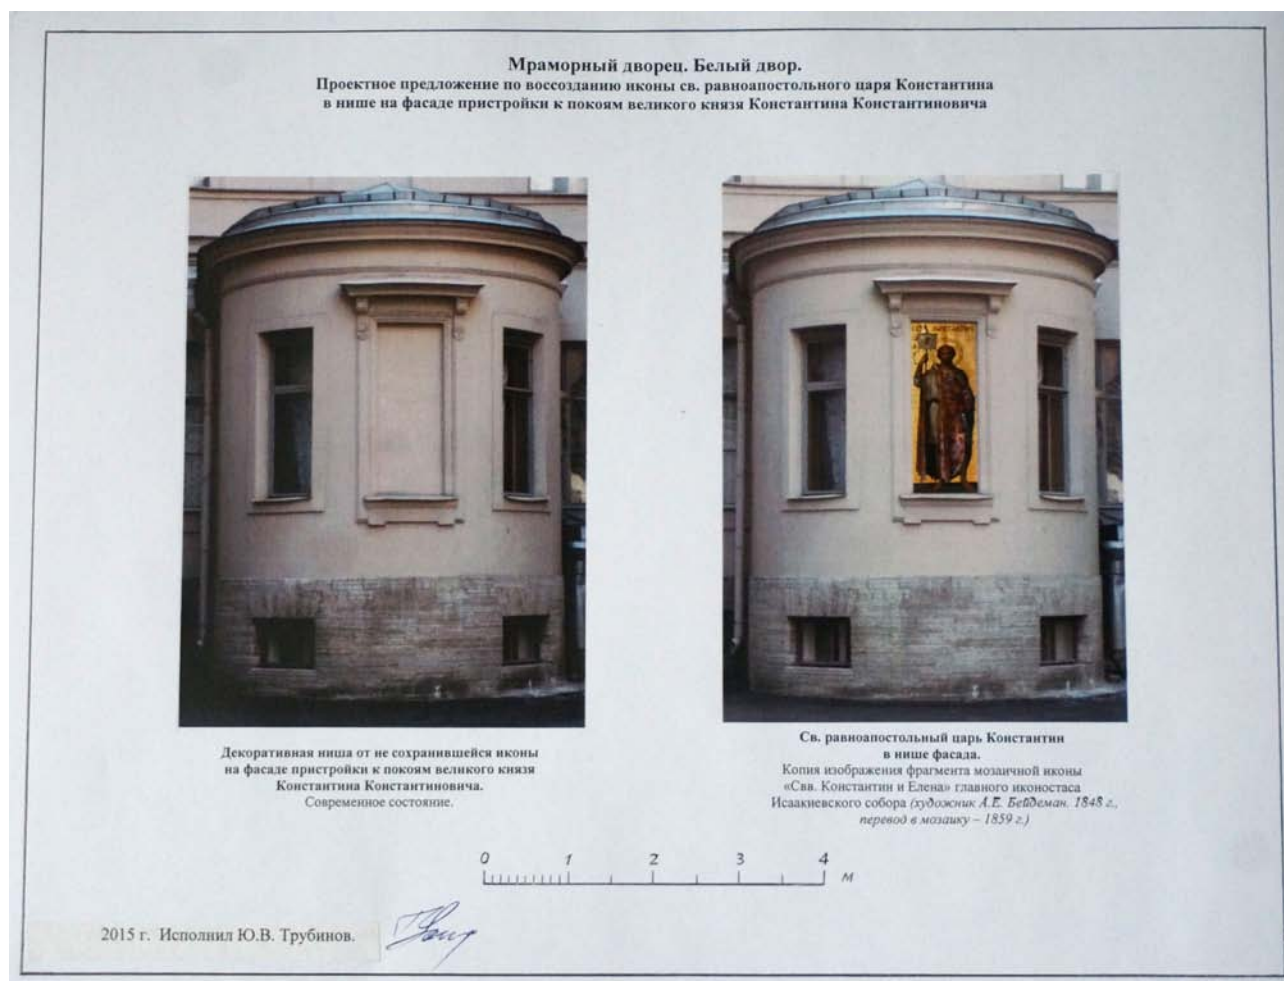 Мраморный дворец. Белый двор.
Проектное предложение по воссозданию иконы св. равноапостольного царя Константина
в нише на фасаде пристройки к покоям великого князя Константина Константиновича
Декоративная ниша от не сохранившейся иконы
на фасаде пристройки к покоям великого князя
Константина Константиновича.
Современное состояние.
Св. равноапостольный царь Константин
в нише фасада.
Копия изображения фрагмента мозаичной иконы
«Свв. Константин и Елена» главного иконостаса
Исаакиевского собора (художник А.Е. Бейдеман. 1848 г.,
перевод в мозаику – 1859 г.)
0 1 2 3 4
м
2015 г. Исполнил Ю.В. Трубинов.